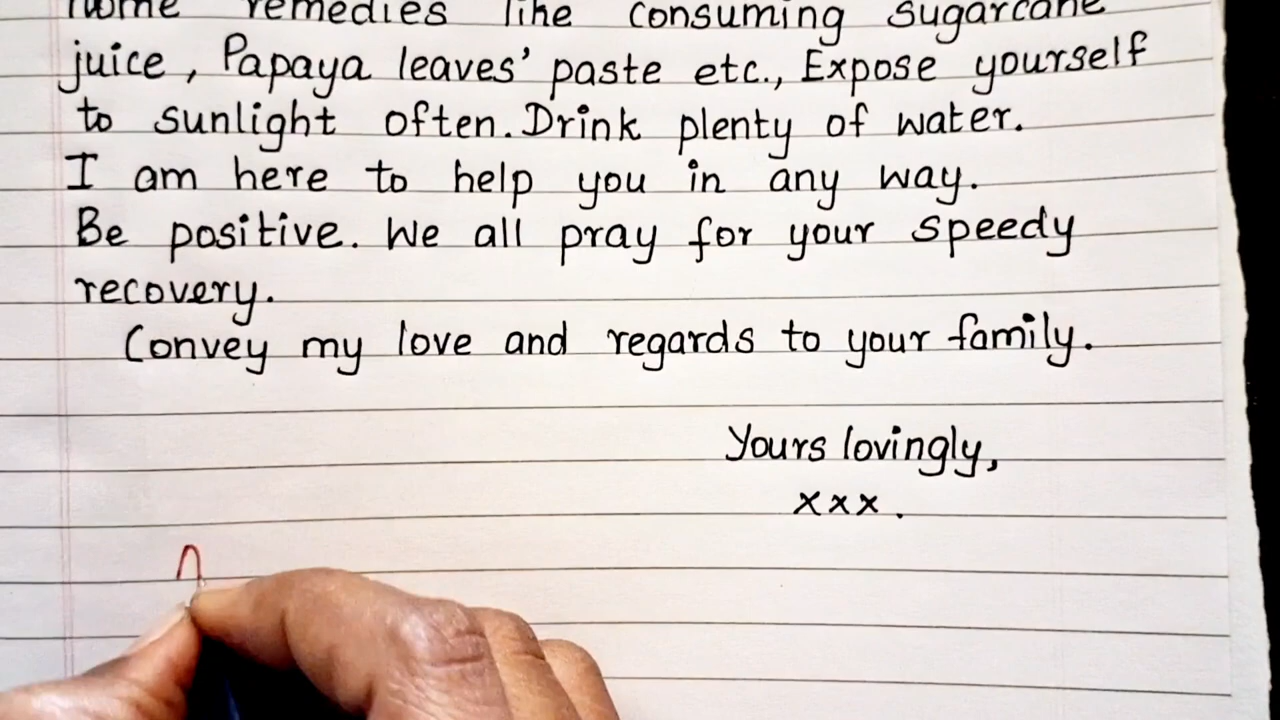 home remedies like consuming sugarcane
juice, Papaya leaves' paste etc., Expose yourself
to sunlight often. Drink plenty of water.
I am here to help you in any way.
Be positive. We all pray for your speedy
recovery.
Convey my love and regards to your family.
Yours lovingly,
xxx.